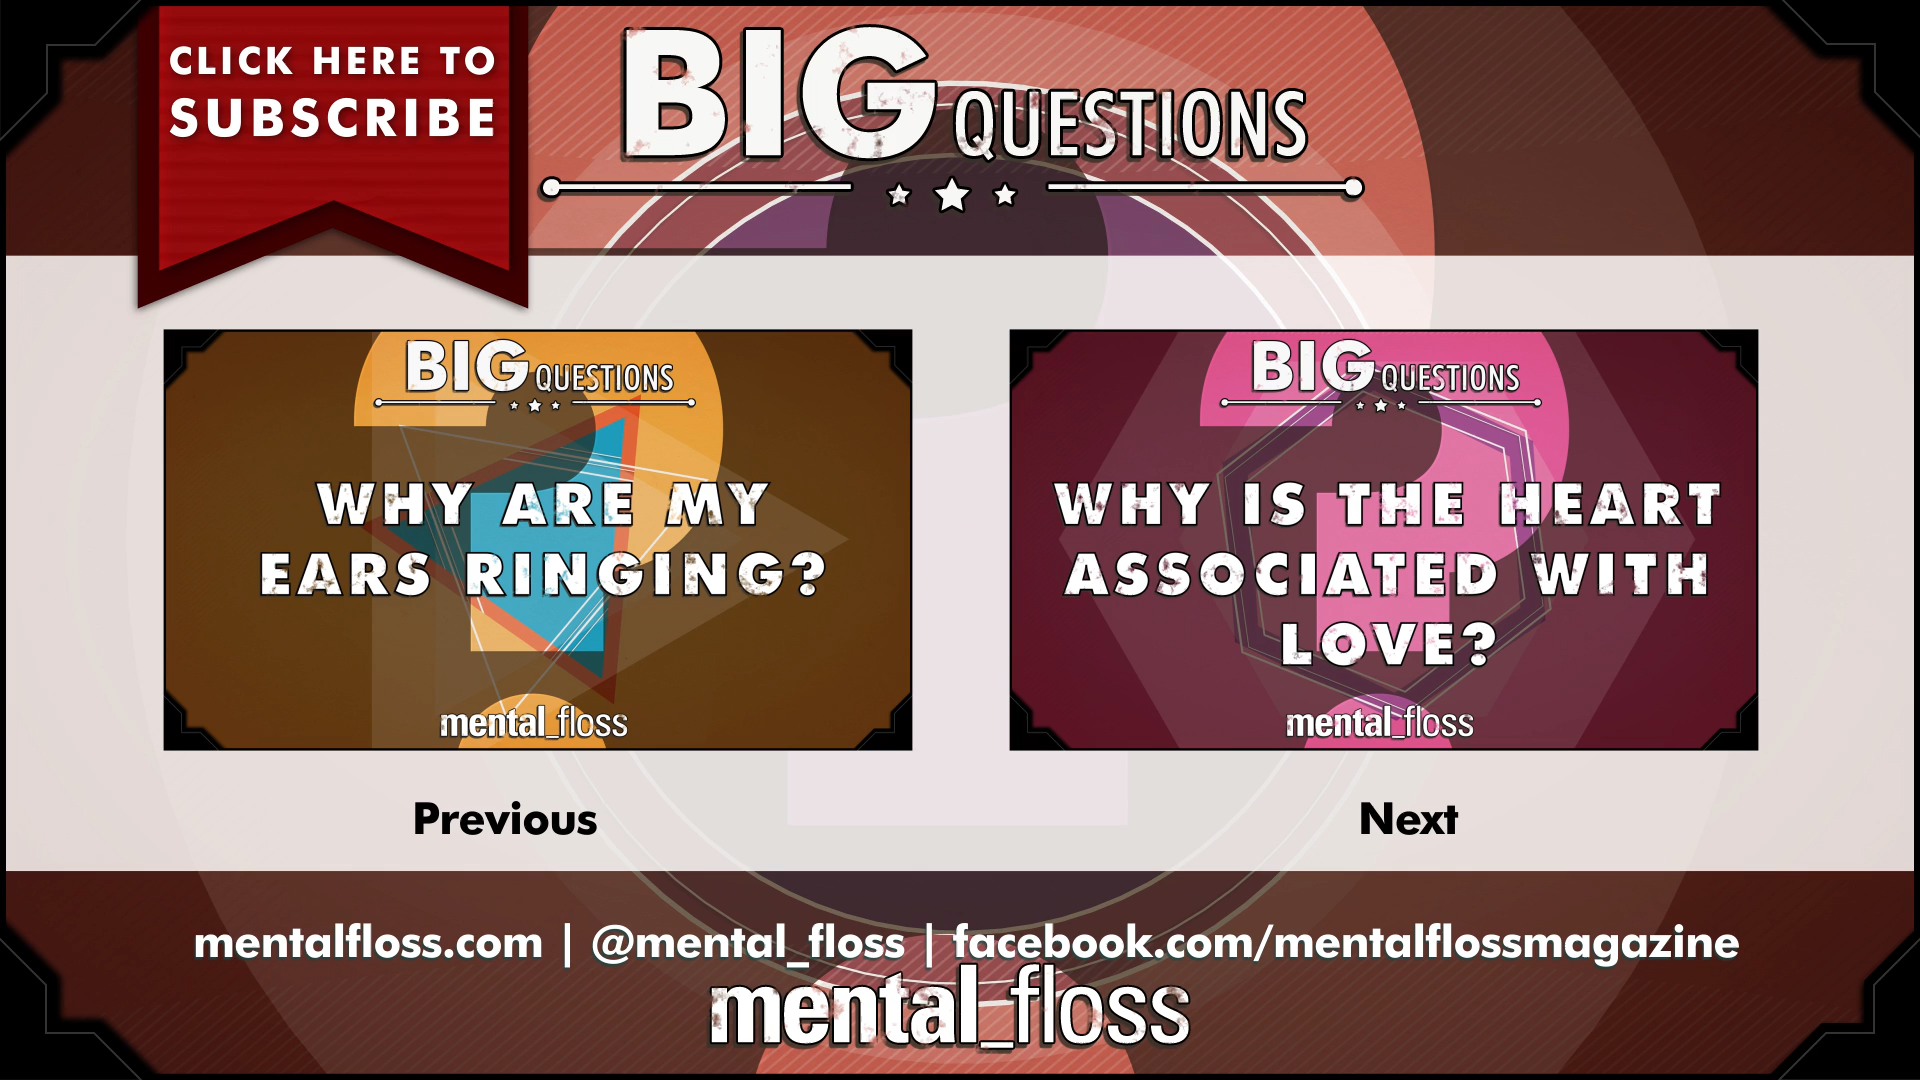 CLICK HERE TO
SUBSCRIBE
BIG QUESTIONS
BIG QUESTIONS
WHY ARE MY
EARS RINGING?
mental_floss
Previous
BIG QUESTIONS
WHY IS THE HEART
ASSOCIATED WITH
LOVE?
mental_floss
Next
mentalfloss.com | @mental_floss | facebook.com/mentalflossmagazine
mental_floss